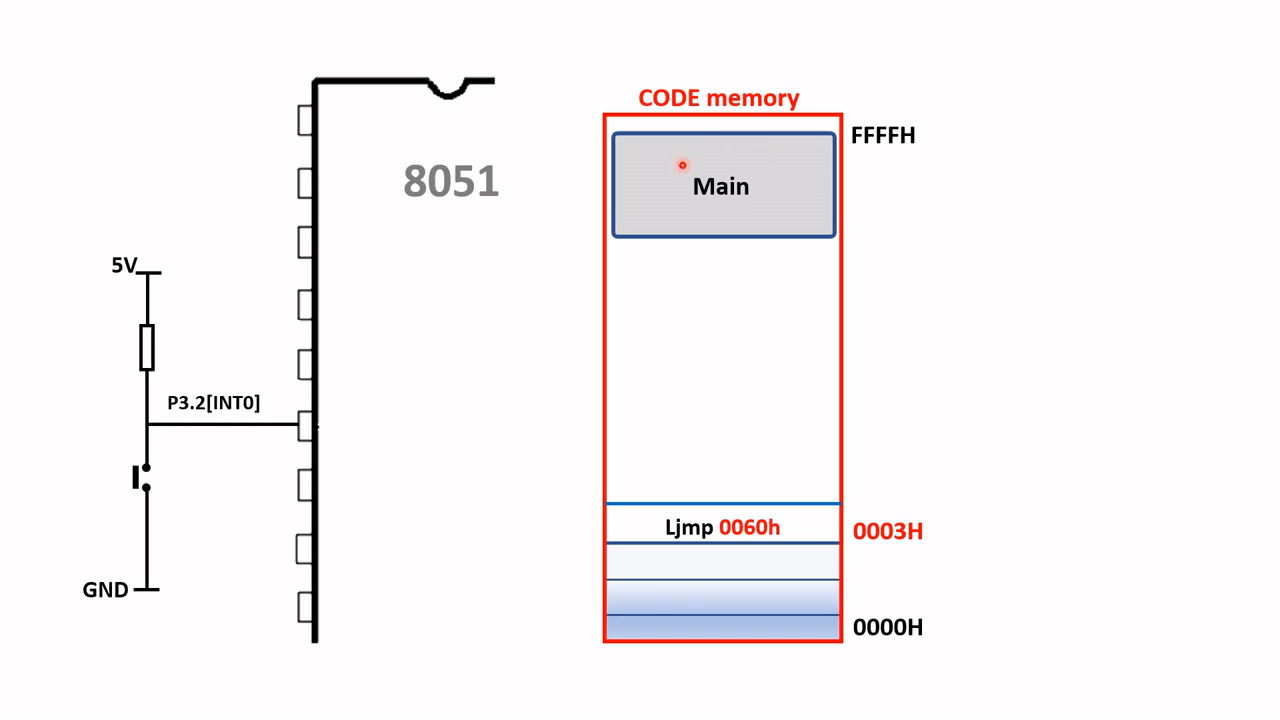 CODE memory
FFFFH
8051
Main
5V
P3.2[INT0]
Ljmp 0060h
0003H
GND
0000H